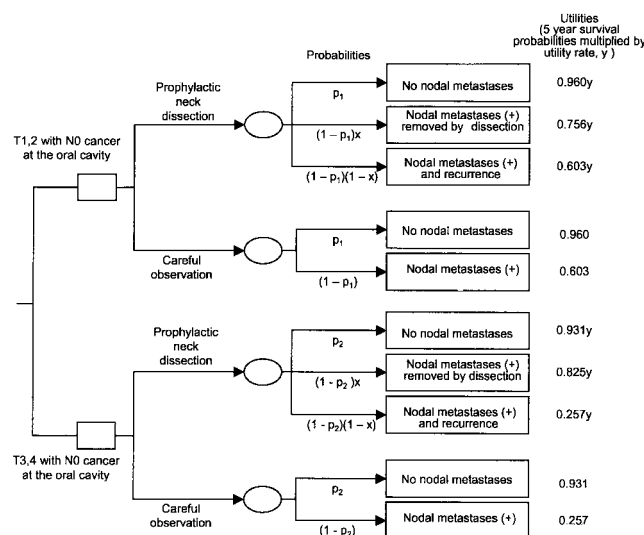 Utilities
(5 year survival
probabilities multiplied by
utility rate, y )
Probabilities
Prophylactic
neck
dissection
p1
No nodal metastases
0.960y
(1 – p1)x
Nodal metastases (+)
removed by dissection
0.756y
(1 – p1)(1 – x)
Nodal metastases (+)
and recurrence
0.603y
T1,2 with N0 cancer
at the oral cavity
Careful
observation
p1
No nodal metastases
0.960
(1 – p1)
Nodal metastases (+)
0.603
Prophylactic
neck
dissection
p2
No nodal metastases
0.931y
(1 - p2 )x
Nodal metastases (+)
removed by dissection
0.825y
(1 - p2)(1 – x)
Nodal metastases (+)
and recurrence
0.257y
T3,4 with N0 cancer
at the oral cavity
Careful
observation
p2
No nodal metastases
0.931
(1 - p2)
Nodal metastases (+)
0.257